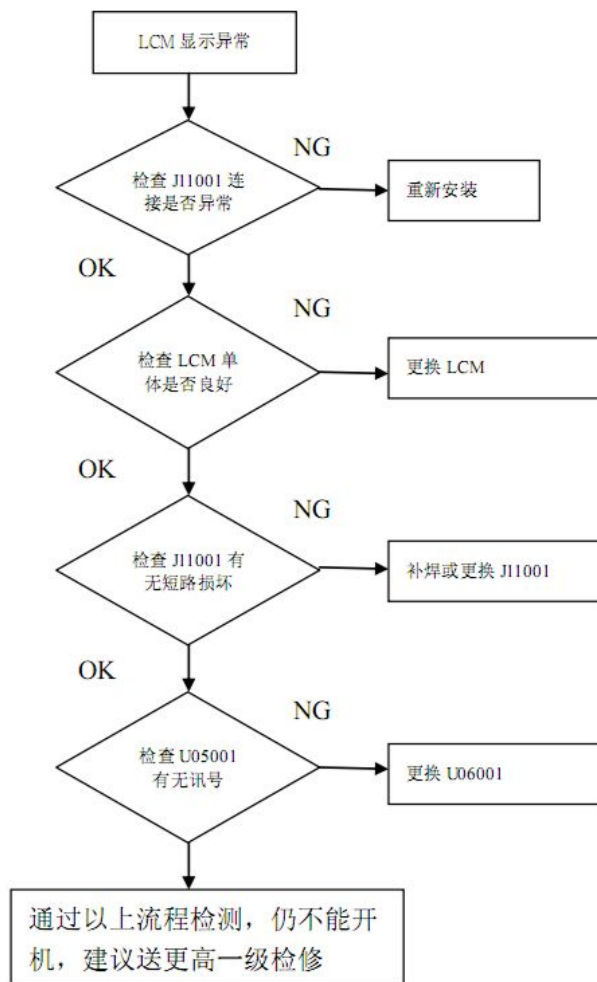 LCM 显示异常
NG
检查 J11001 连
接是否异常
重新安装
OK
NG
检查 LCM 单
体是否良好
更换 LCM
OK
NG
检查 J11001 有
无短路损坏
补焊或更换 J11001
OK
NG
检查 U05001
有无讯号
更换 U06001
通过以上流程检测，仍不能开
机，建议送更高一级检修